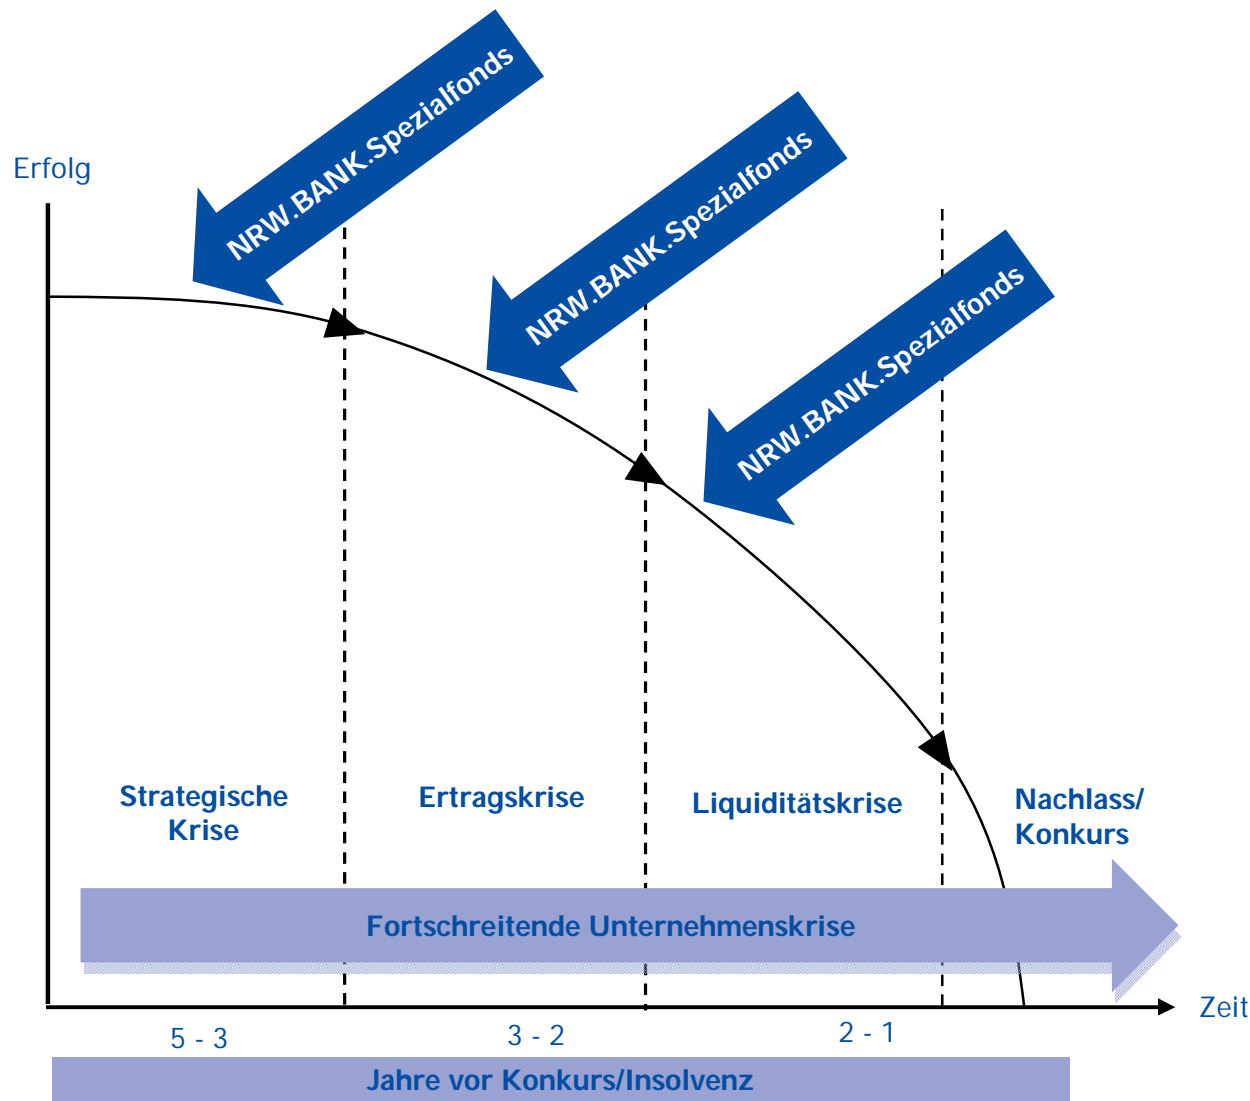 NRW.BANK.Spezialfonds
NRW.BANK.Spezialfonds
NRW.BANK.Spezialfonds
Erfolg
Strategische
Krise
Ertragskrise
Liquiditätskrise
Nachlass/
Konkurs
Fortschreitende Unternehmenskrise
Zeit
5 - 3
3 - 2
2 - 1
Jahre vor Konkurs/Insolvenz